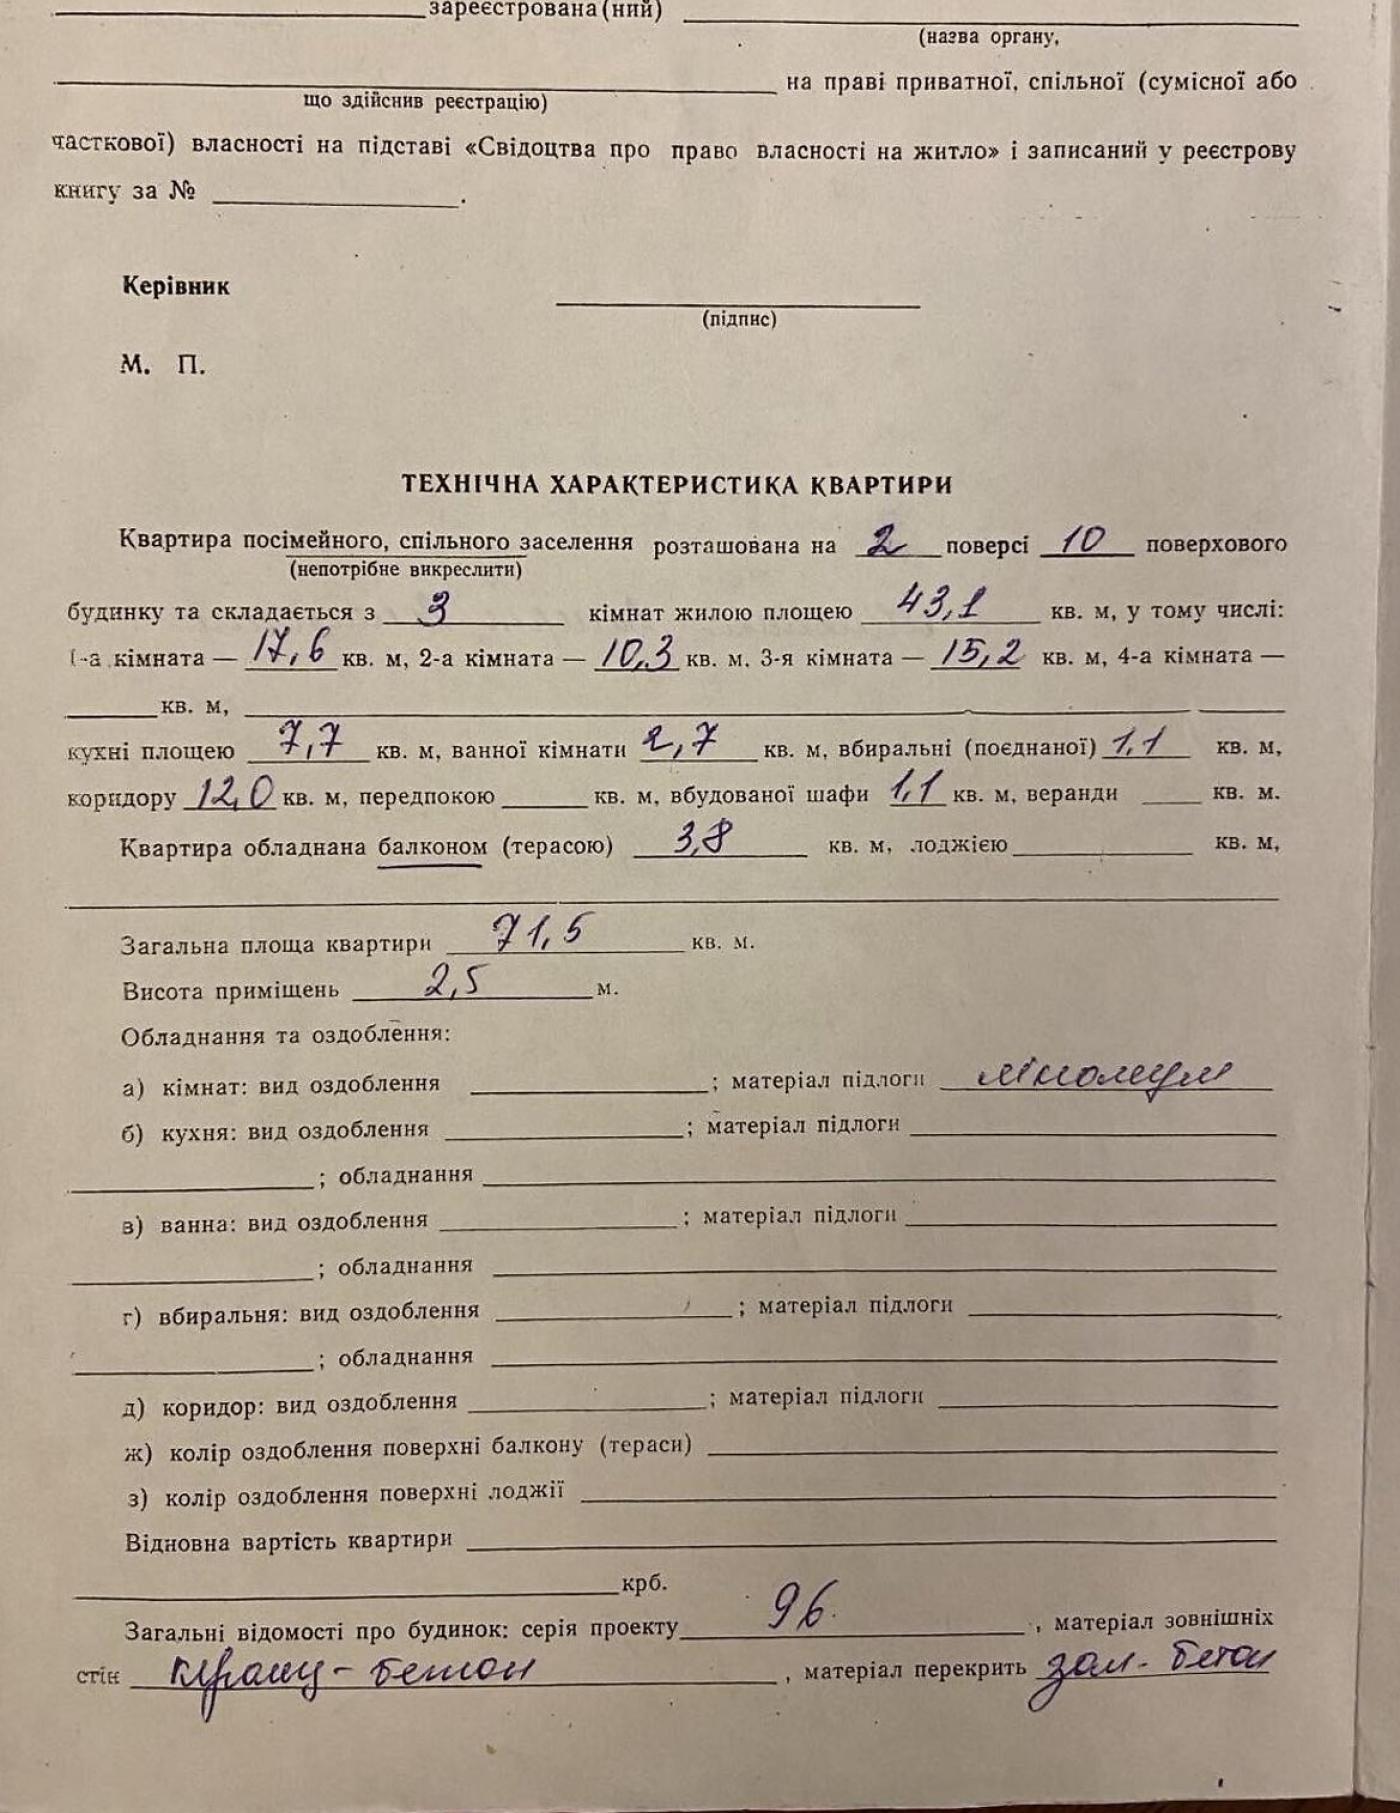 зареєстрована(ний)
(назва органу,
на праві приватної, спільної (сумісної або
що здійснив реєстрацію)
часткової) власності на підставі «Свідоцтва про право власності на житло» і записаний у реєстрову
книгу за № .
Керівник
(підпис)
М. П.
ТЕХНІЧНА ХАРАКТЕРИСТИКА КВАРТИРИ
Квартира посімейного, спільного заселення розташована на 2 поверсі 10 поверхового
(непотрібне викреслити)
будинку та складається з 3 кімнат жилою площею 43,1 кв. м, у тому числі:
1-а кімната — 17,6 кв. м, 2-а кімната — 10,3 кв. м. 3-я кімната — 15,2 кв. м, 4-а кімната —
кв. м,
кухні площею 7,7 кв. м, ванної кімнати 2,7 кв. м, вбиральні (поєднаної) 1,1 кв. м,
коридору 12,0 кв. м, передпокою кв. м, вбудованої шафи 1,1 кв. м, веранди кв. м.
Квартира обладнана балконом (терасою) 3,8 кв. м, лоджією кв. м,
Загальна площа квартири 71,5 кв. м.
Висота приміщень 2,5 м.
Обладнання та оздоблення:
а) кімнат: вид оздоблення ; матеріал підлоги лінолеум
б) кухня: вид оздоблення ; матеріал підлоги
; обладнання
в) ванна: вид оздоблення ; матеріал підлоги
; обладнання
г) вбиральня: вид оздоблення ; матеріал підлоги
; обладнання
д) коридор: вид оздоблення ; матеріал підлоги
ж) колір оздоблення поверхні балкону (тераси)
з) колір оздоблення поверхні лоджії
Відновна вартість квартири
крб.
Загальні відомості про будинок: серія проекту 96 , матеріал зовнішніх
стін -бетон , матеріал перекрить зал.-бетон